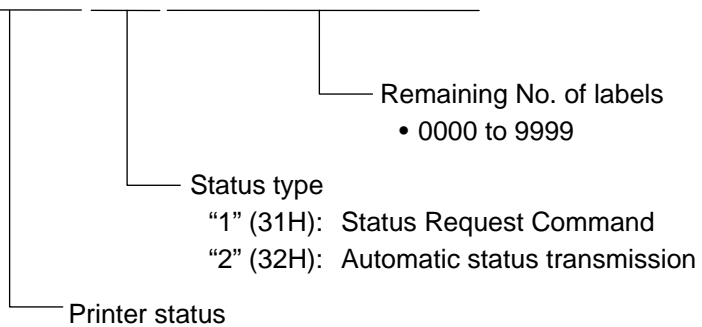 Remaining No. of labels
• 0000 to 9999
Status type
“1” (31H): Status Request Command
“2” (32H): Automatic status transmission
Printer status